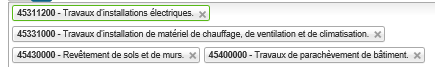 45311200 - Travaux d'installations électriques. ×
45331000 - Travaux d'installation de matériel de chauffage, de ventilation et de climatisation. ×
45430000 - Revêtement de sols et de murs. × 45400000 - Travaux de parachèvement de bâtiment. ×